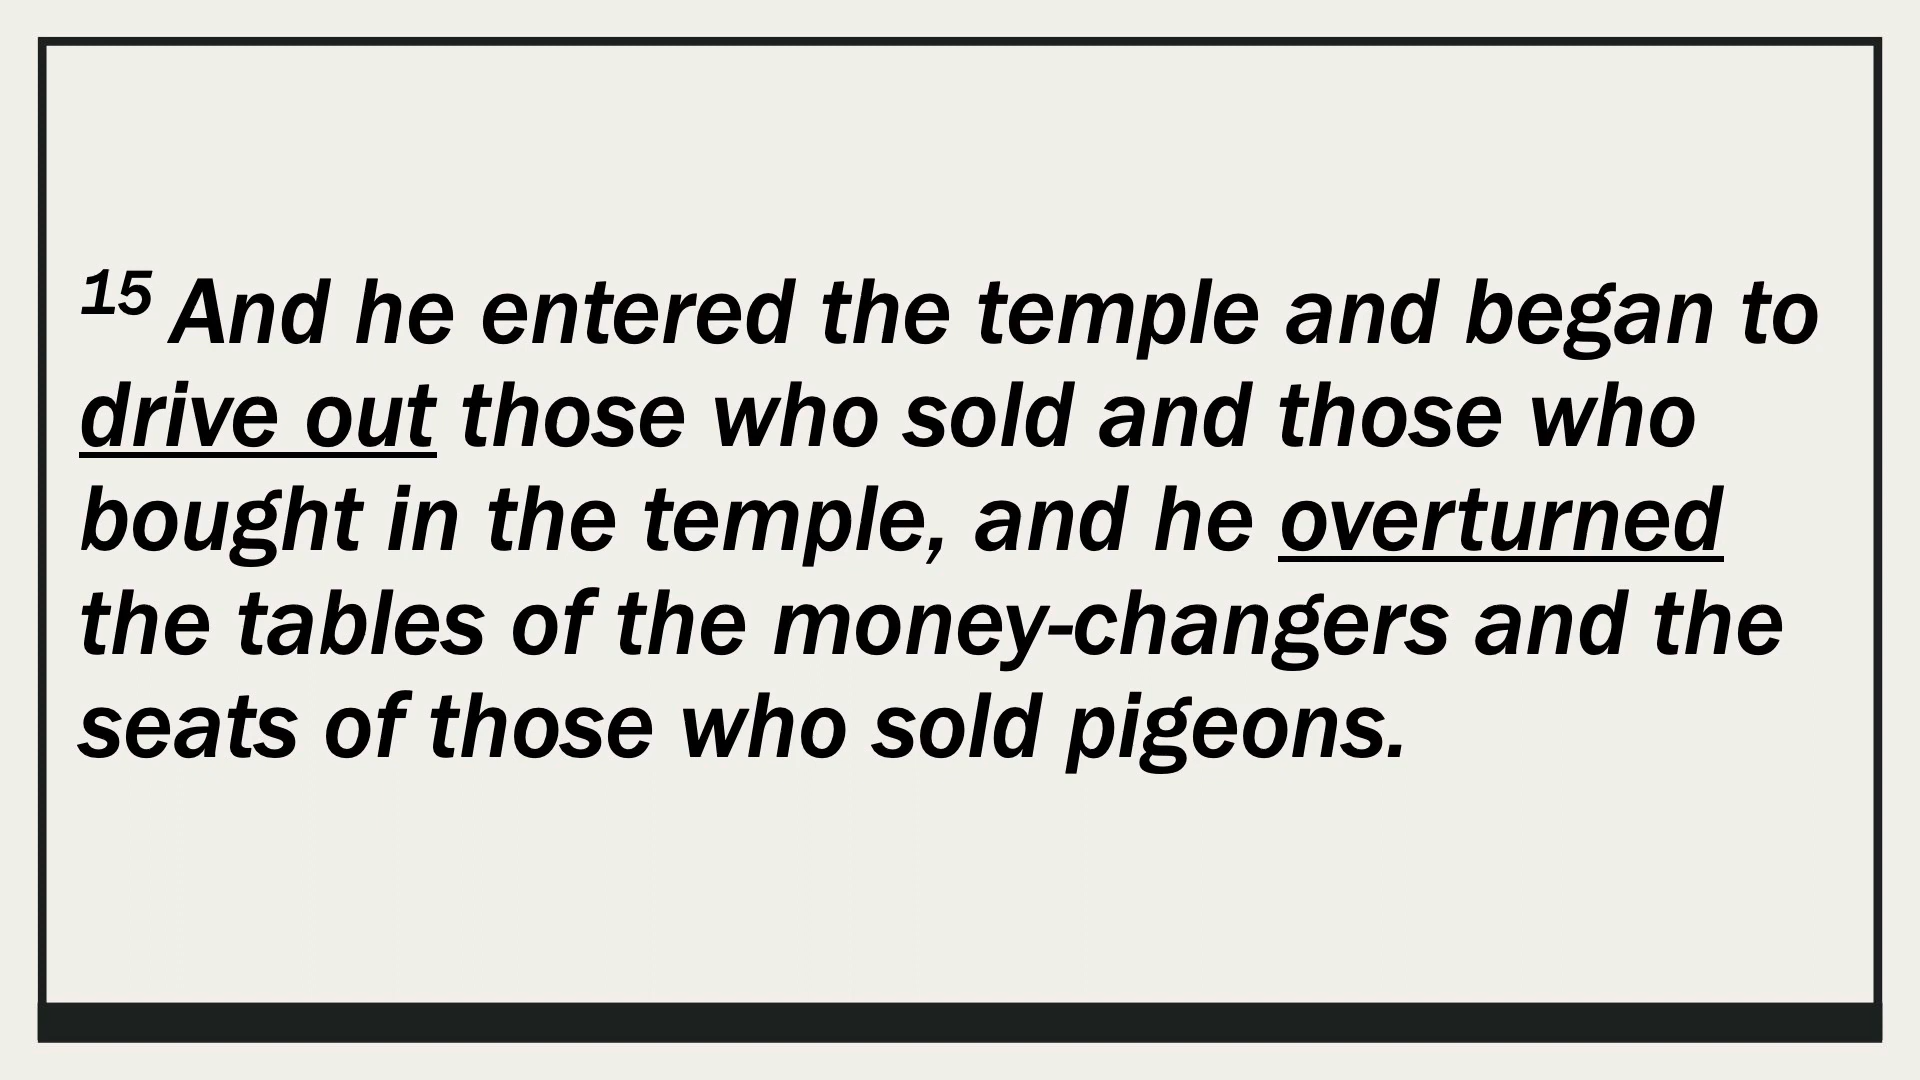 15 And he entered the temple and began to
drive out those who sold and those who
bought in the temple, and he overturned
the tables of the money-changers and the
seats of those who sold pigeons.